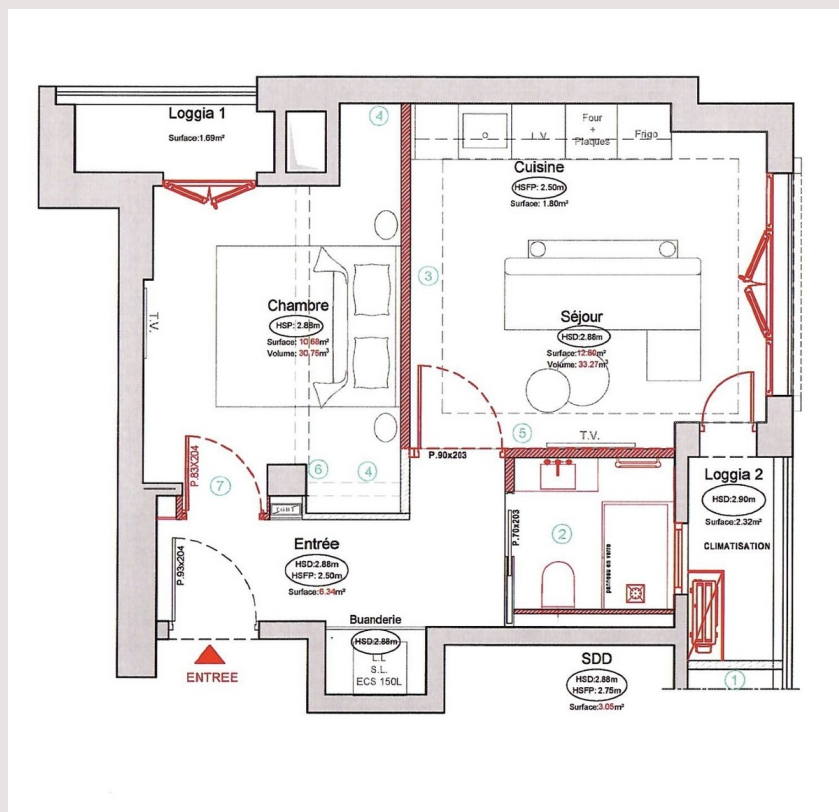 Loggia 1
Surface:1.69m²
4
L.V.
Four
+
Plaques
Frigo
Cuisine
HSFP: 2.50m
Surface: 1.80m²
3
T.V.
Chambre
HSP: 2.88m
Surface: 10.68m²
Volume: 30.75m³
Séjour
HSD:2.88m
Surface:12.60m²
Volume: 33.27m³
5
T.V.
P.90x203
6
4
P.83X204
7
Loggia 2
HSD:2.90m
Surface:2.32m²
CLIMATISATION
P.70x203
2
panneau en verre
P.93x204
Entrée
HSD:2.88m
HSFP: 2.50m
Surface:6.34m²
Buanderie
HSD:2.88m
L.L
S.L.
ECS 150L
ENTREE
SDD
HSD:2.88m
HSFP: 2.75m
Surface:3.05m²
1